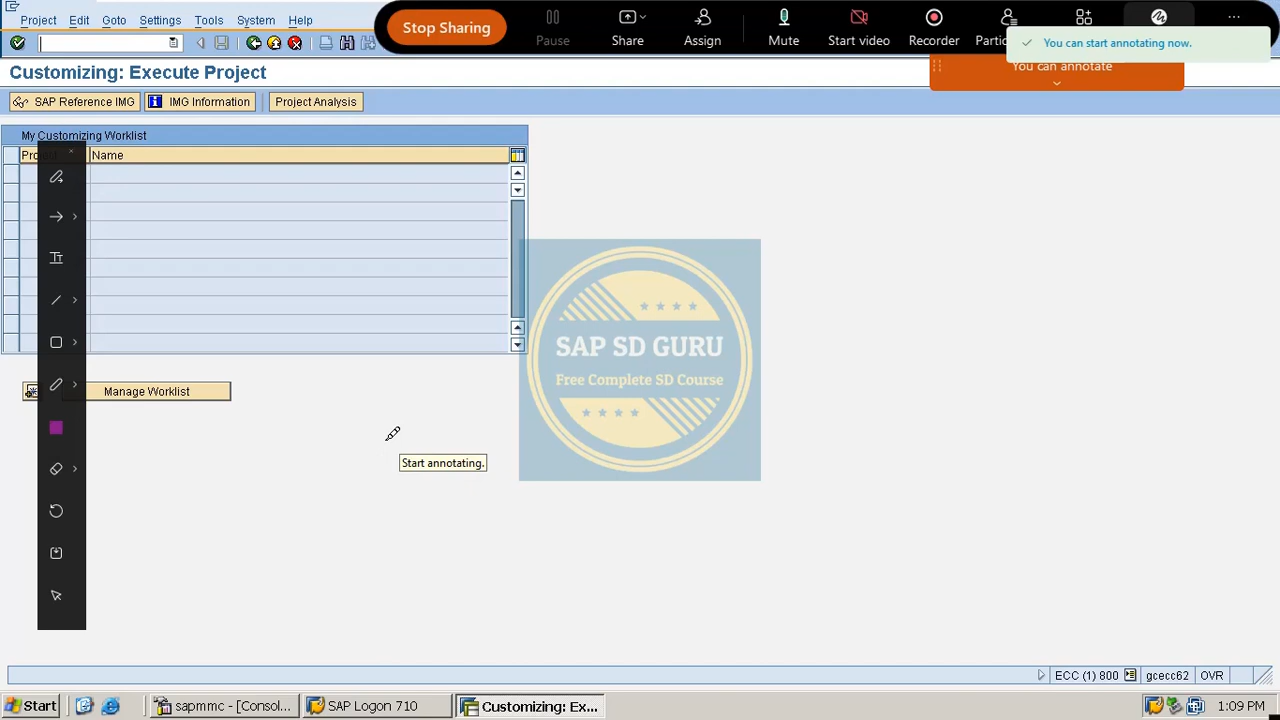 Project Edit Goto Settings Tools System Help
Stop Sharing
Pause Share Assign Mute Stop video Recorder
You can start annotating now.
You can annotate
Customizing: Execute Project
SAP Reference IMG IMG Information Project Analysis
My Customizing Worklist
Name
Manage Worklist
Start annotating.
SAP SD GURU
Free Complete SD Course
ECC (1) 800 gcecc62 OVR
Start sapmmc - [Consol... SAP Logon 710 Customizing: Ex... 1:09 PM